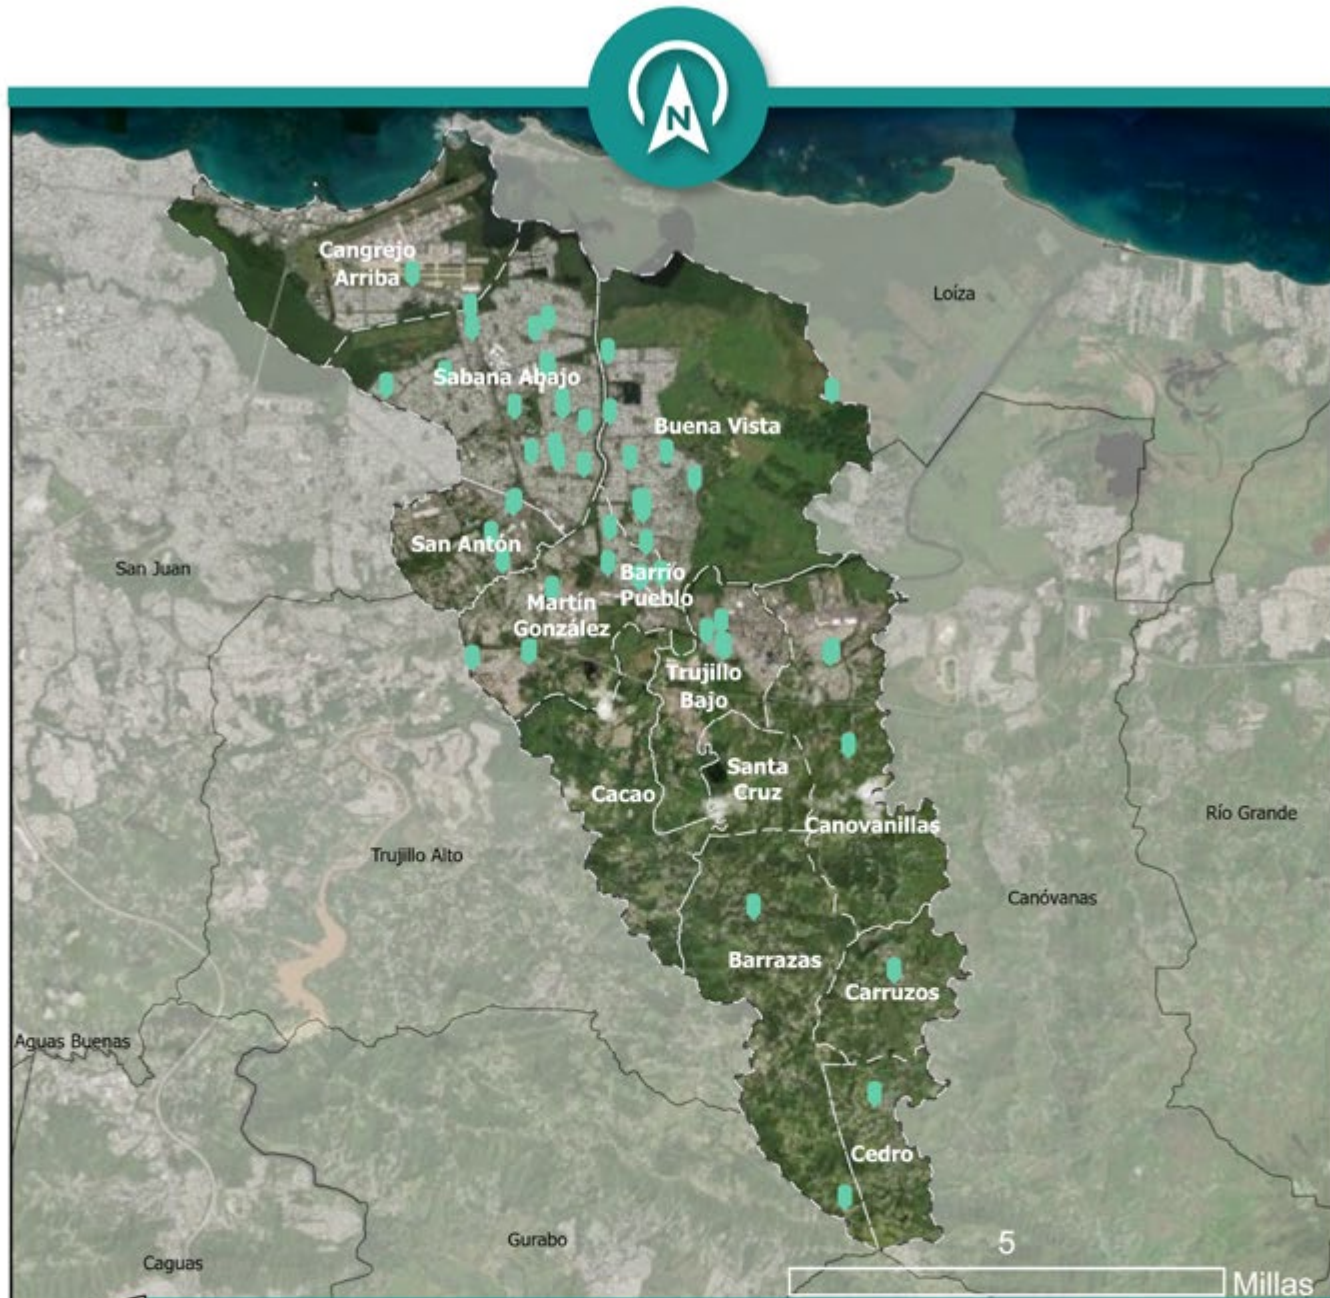 N
Cangrejo
Arriba
Loíza
Sabana Abajo
Buena Vista
San Antón
San Juan
Barrio
Pueblo
Martín
González
Trujillo
Bajo
Santa
Cruz
Cacao
Canovanillas
Río Grande
Trujillo Alto
Canóvanas
Barrazas
Carruzos
Aguas Buenas
Cedro
Gurabo
5
Caguas
Millas